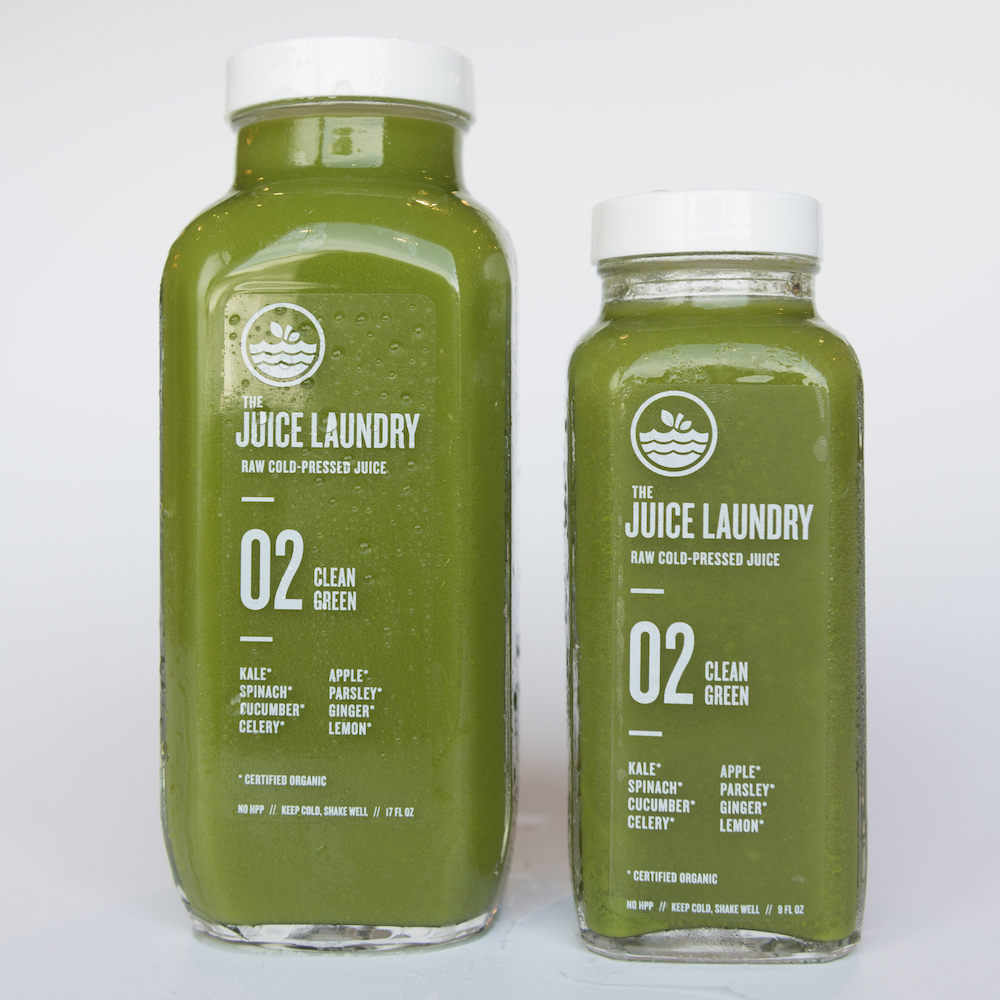 THE
JUICE LAUNDRY
RAW COLD-PRESSED JUICE
02 CLEAN
GREEN
KALE* APPLE*
SPINACH* PARSLEY*
CUCUMBER* GINGER*
CELERY* LEMON*
* CERTIFIED ORGANIC
NO HPP // KEEP COLD, SHAKE WELL // 17 FL OZ
THE
JUICE LAUNDRY
RAW COLD-PRESSED JUICE
02 CLEAN
GREEN
KALE* APPLE*
SPINACH* PARSLEY*
CUCUMBER* GINGER*
CELERY* LEMON*
* CERTIFIED ORGANIC
NO HPP // KEEP COLD, SHAKE WELL // 9 FL OZ